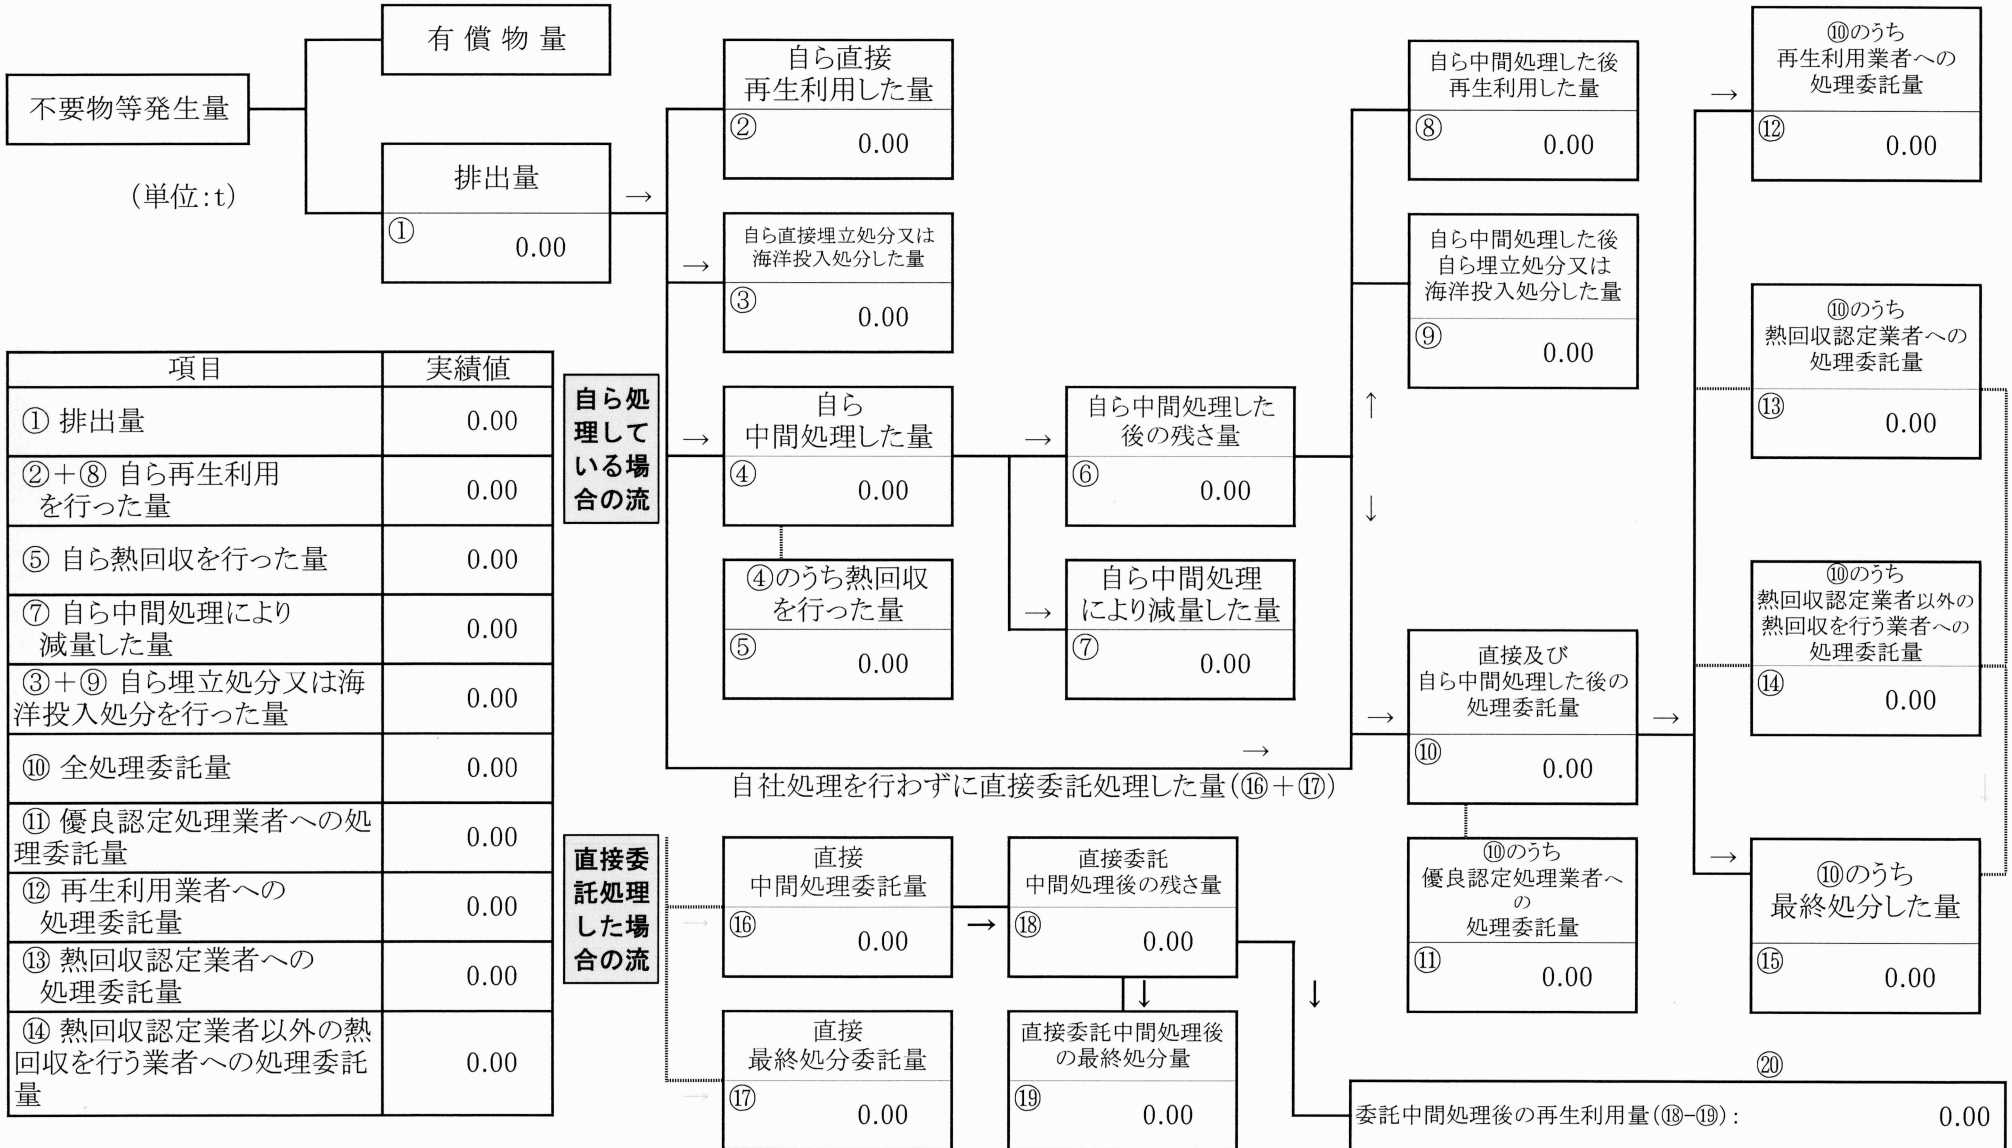 不要物等発生量
(単位:t)
有償物量
排出量
①
0.00
→
自ら直接
再生利用した量
②
0.00
→
自ら直接埋立処分又は
海洋投入処分した量
③
0.00
自ら処
理して
いる場
合の流
→
自ら
中間処理した量
④
0.00
④のうち熱回収
を行った量
⑤
0.00
→
自ら中間処理した
後の残さ量
⑥
0.00
→
自ら中間処理
により減量した量
⑦
0.00
↑
↓
自ら中間処理した後
再生利用した量
⑧
0.00
自ら中間処理した後
自ら埋立処分又は
海洋投入処分した量
⑨
0.00
→
自社処理を行わずに直接委託処理した量(⑯+⑰)
→
直接及び
自ら中間処理した後の
処理委託量
⑩
0.00
→
⑩のうち
優良認定処理業者へ
の
処理委託量
⑪
0.00
→
⑩のうち
再生利用業者への
処理委託量
⑫
0.00
⑩のうち
熱回収認定業者への
処理委託量
⑬
0.00
⑩のうち
熱回収認定業者以外の
熱回収を行う業者への
処理委託量
⑭
0.00
↓
→
⑩のうち
最終処分した量
⑮
0.00
項目 実績値
① 排出量 0.00
②+⑧ 自ら再生利用
を行った量 0.00
⑤ 自ら熱回収を行った量 0.00
⑦ 自ら中間処理により
減量した量 0.00
③+⑨ 自ら埋立処分又は海
洋投入処分を行った量 0.00
⑩ 全処理委託量 0.00
⑪ 優良認定処理業者への処
理委託量 0.00
⑫ 再生利用業者への
処理委託量 0.00
⑬ 熱回収認定業者への
処理委託量 0.00
⑭ 熱回収認定業者以外の熱
回収を行う業者への処理委託
量 0.00
直接委
託処理
した場
合の流
→
直接
中間処理委託量
⑯
0.00
→
直接委託
中間処理後の残さ量
⑱
0.00
↓
↓
→
直接
最終処分委託量
⑰
0.00
直接委託中間処理後
の最終処分量
⑲
0.00
⑳
委託中間処理後の再生利用量(⑱-⑲): 0.00